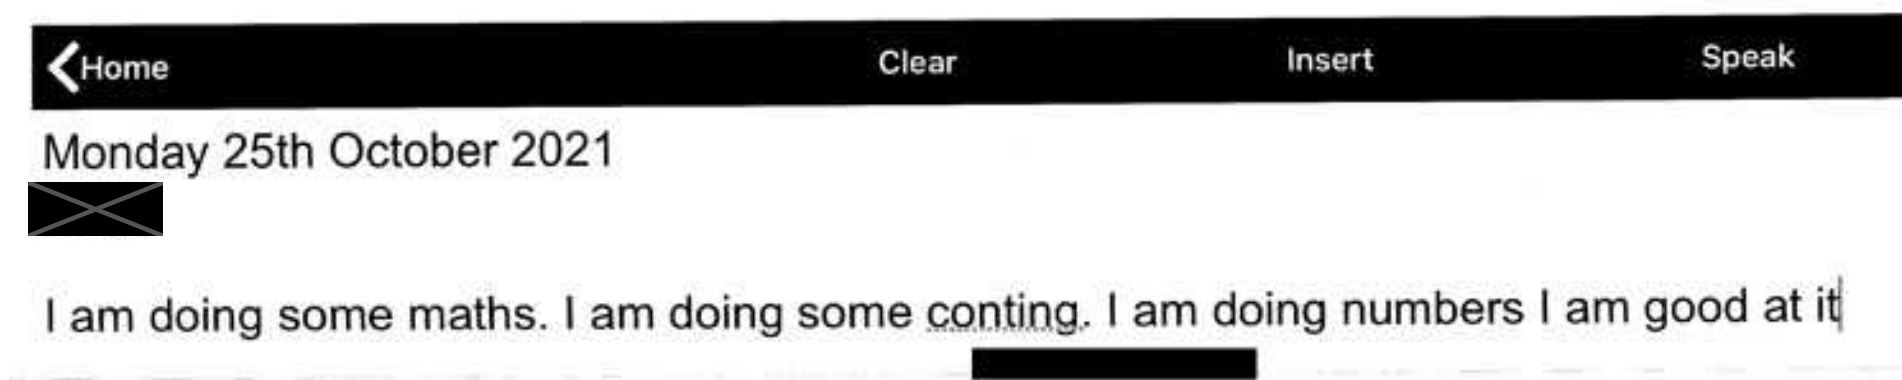 Home Clear Insert Speak
Monday 25th October 2021
I am doing some maths. I am doing some conting. I am doing numbers I am good at it